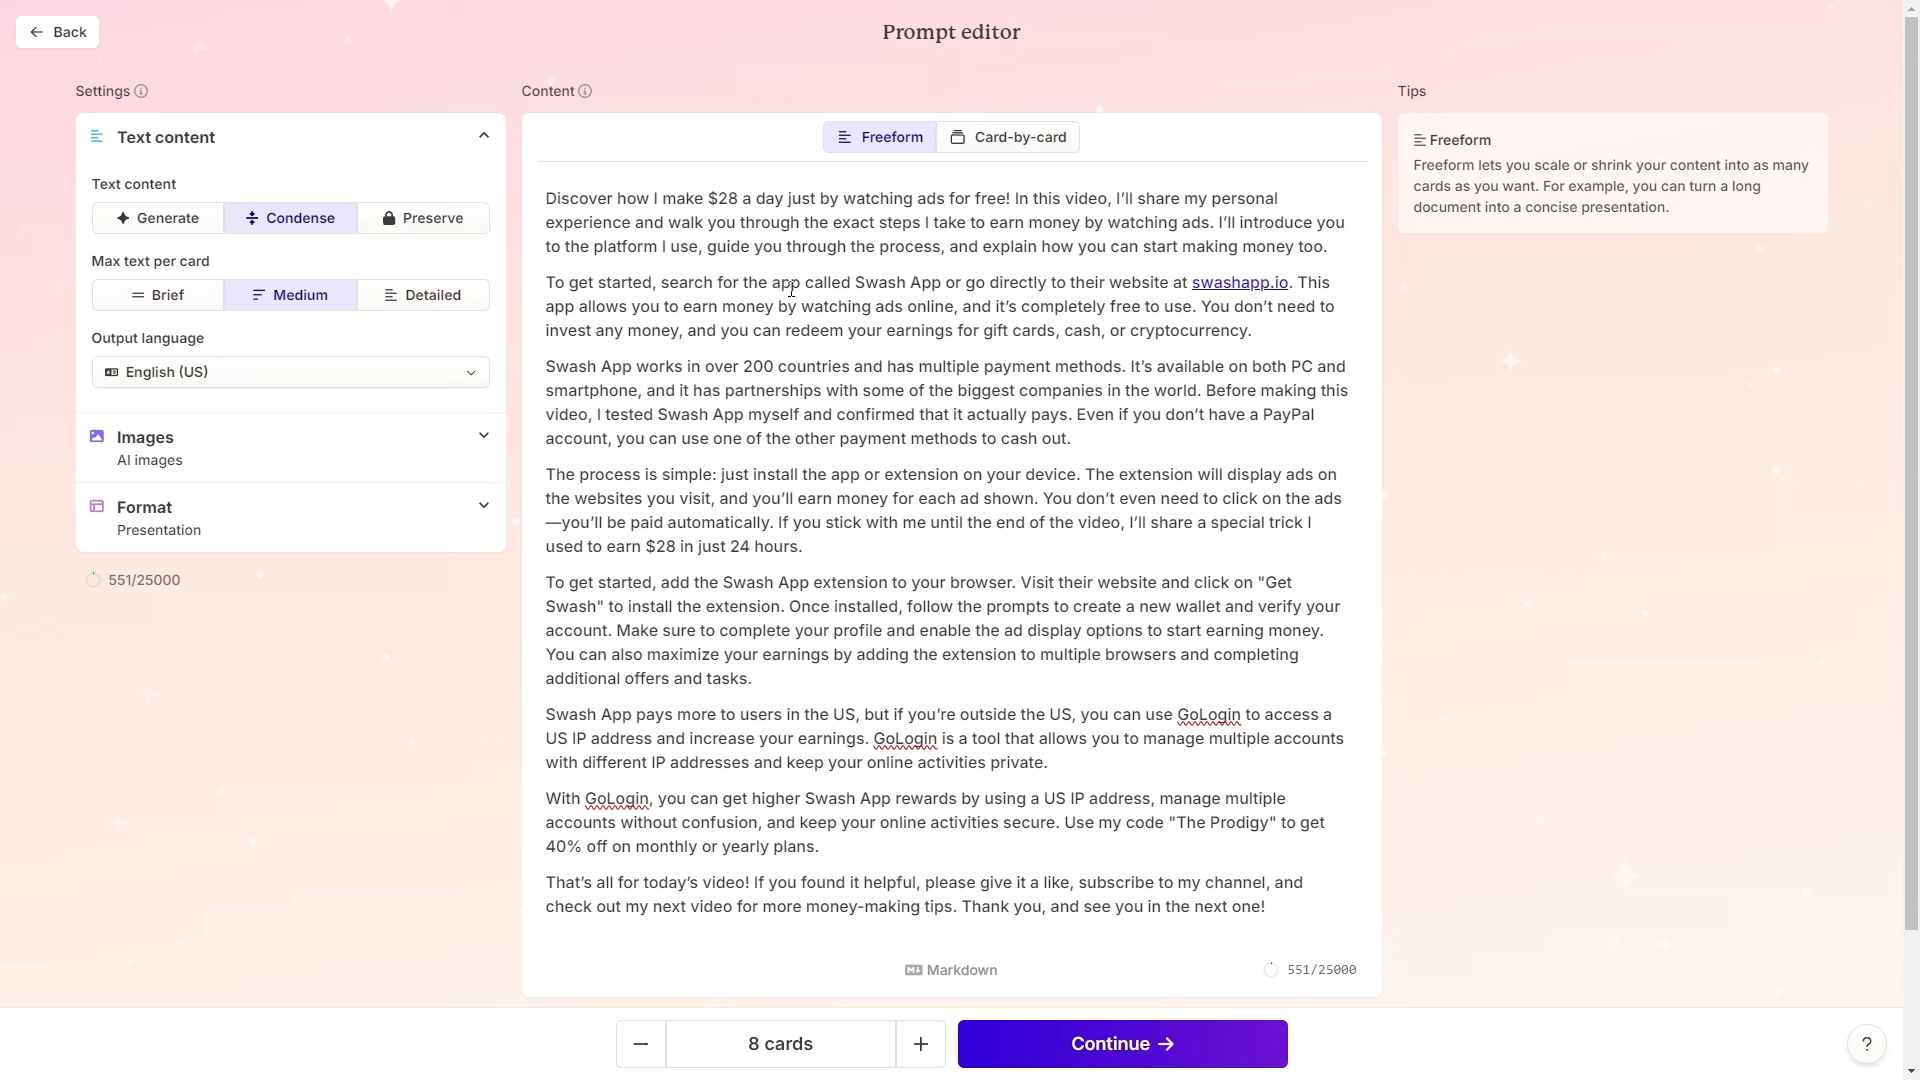 Back
Prompt editor
Settings
Content
Tips
Text content
Text content
Generate
Condense
Preserve
Max text per card
Brief
Medium
Detailed
Output language
English (US)
Images
AI images
Format
Presentation
551/25000
Freeform
Card-by-card
Discover how I make $28 a day just by watching ads for free! In this video, I’ll share my personal
experience and walk you through the exact steps I take to earn money by watching ads. I’ll introduce you
to the platform I use, guide you through the process, and explain how you can start making money too.
To get started, search for the app called Swash App or go directly to their website at swashapp.io. This
app allows you to earn money by watching ads online, and it’s completely free to use. You don’t need to
invest any money, and you can redeem your earnings for gift cards, cash, or cryptocurrency.
Swash App works in over 200 countries and has multiple payment methods. It’s available on both PC and
smartphone, and it has partnerships with some of the biggest companies in the world. Before making this
video, I tested Swash App myself and confirmed that it actually pays. Even if you don’t have a PayPal
account, you can use one of the other payment methods to cash out.
The process is simple: just install the app or extension on your device. The extension will display ads on
the websites you visit, and you’ll earn money for each ad shown. You don’t even need to click on the ads
—you’ll be paid automatically. If you stick with me until the end of the video, I’ll share a special trick I
used to earn $28 in just 24 hours.
To get started, add the Swash App extension to your browser. Visit their website and click on "Get
Swash" to install the extension. Once installed, follow the prompts to create a new wallet and verify your
account. Make sure to complete your profile and enable the ad display options to start earning money.
You can also maximize your earnings by adding the extension to multiple browsers and completing
additional offers and tasks.
Swash App pays more to users in the US, but if you’re outside the US, you can use GoLogin to access a
US IP address and increase your earnings. GoLogin is a tool that allows you to manage multiple accounts
with different IP addresses and keep your online activities private.
With GoLogin, you can get higher Swash App rewards by using a US IP address, manage multiple
accounts without confusion, and keep your online activities secure. Use my code "The Prodigy" to get
40% off on monthly or yearly plans.
That’s all for today’s video! If you found it helpful, please give it a like, subscribe to my channel, and
check out my next video for more money-making tips. Thank you, and see you in the next one!
Markdown
551/25000
Freeform
Freeform lets you scale or shrink your content into as many
cards as you want. For example, you can turn a long
document into a concise presentation.
8 cards
Continue
?